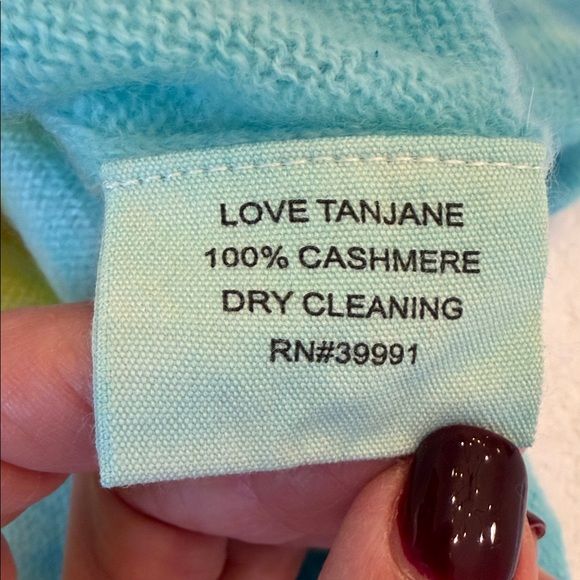 LOVE TANJANE
100% CASHMERE
DRY CLEANING
RN#39991